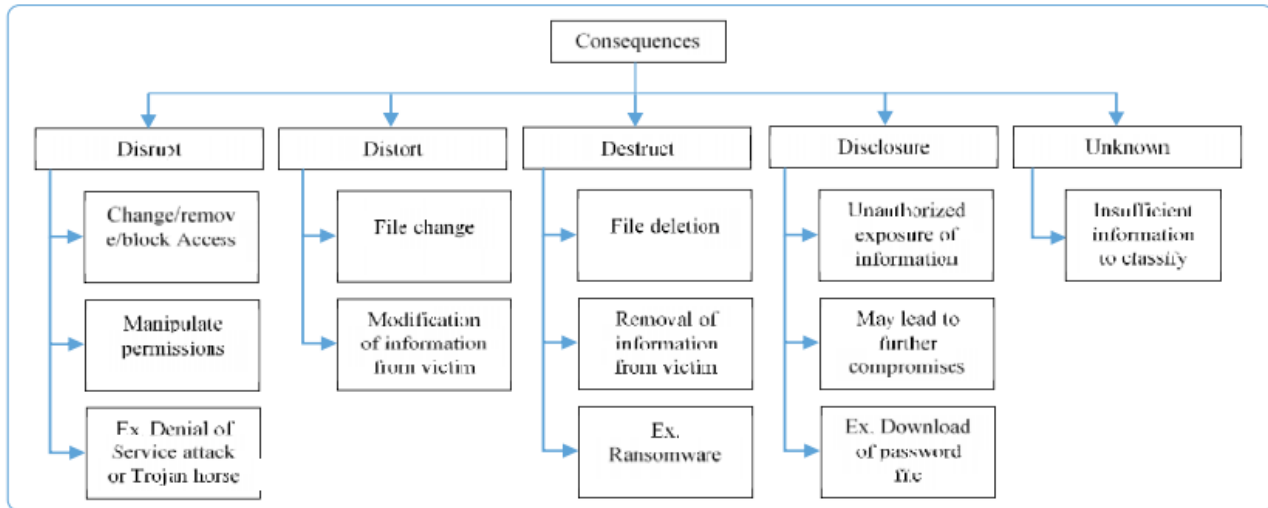 Consequences
Disrupt
Distort
Destruct
Disclosure
Unknown
Change/remov
e/block Access
File change
File deletion
Unauthorized
exposure of
information
Insufficient
information
to classify
Manipulate
permissions
Modification
of information
from victim
Removal of
information
from victim
May lead to
further
compromises
Ex. Denial of
Service attack
or Trojan horse
Ex.
Ransomware
Ex. Download
of password
file